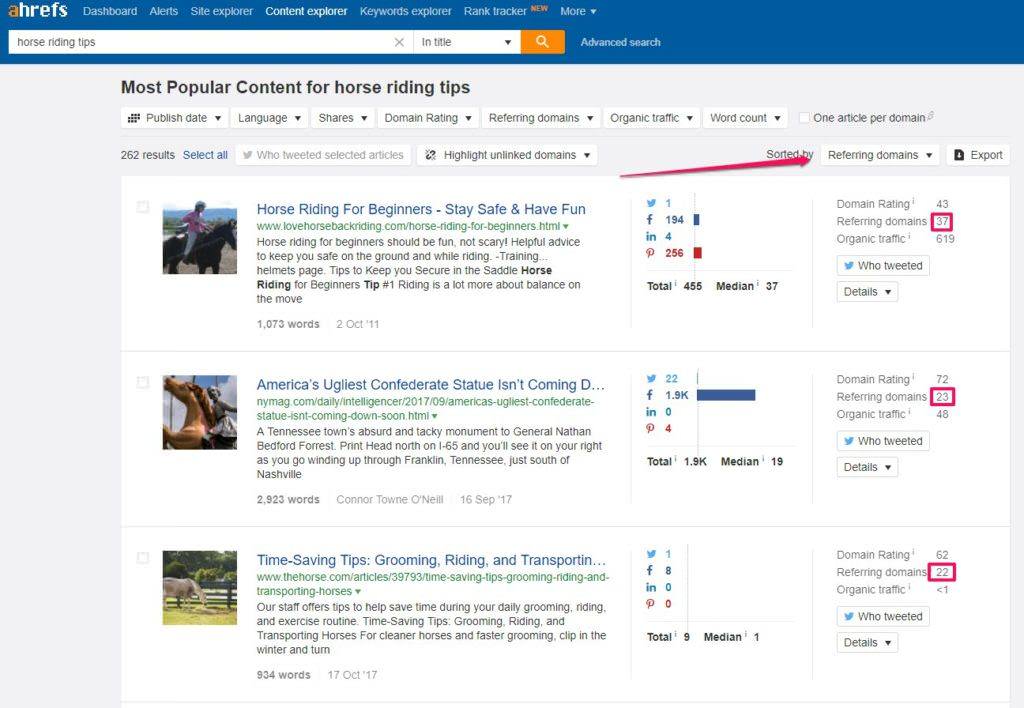 ahrefs Dashboard Alerts Site explorer Content explorer Keywords explorer Rank tracker NEW More
horse riding tips In title Advanced search
Most Popular Content for horse riding tips
Publish date Language Shares Domain Rating Referring domains Organic traffic Word count One article per domain
262 results Select all Who tweeted selected articles Highlight unlinked domains Sorted by Referring domains Export
Horse Riding For Beginners - Stay Safe & Have Fun
www.lovehorsebackriding.com/horse-riding-for-beginners.html
Horse riding for beginners should be fun, not scary! Helpful advice
to keep you safe on the ground and while riding. -Training...
helmets page. Tips to Keep you Secure in the Saddle Horse
Riding for Beginners Tip #1 Riding is a lot more about balance on
the move
1,073 words 2 Oct '11
1
194
in 4
256
Total i 455 Median i 37
Domain Rating i 43
Referring domains 37
Organic traffic i 619
Who tweeted
Details
America's Ugliest Confederate Statue Isn't Coming D...
nymag.com/daily/intelligencer/2017/09/americas-ugliest-confederate-
statue-isnt-coming-down-soon.html
A Tennessee town's absurd and tacky monument to General Nathan
Bedford Forrest. Print Head north on I-65 and you'll see it on your right
as you go winding up through Franklin, Tennessee, just south of
Nashville
2,923 words Connor Towne O'Neill 16 Sep '17
22
1.9K
in 0
4
Total i 1.9K Median i 19
Domain Rating i 72
Referring domains 23
Organic traffic i 48
Who tweeted
Details
Time-Saving Tips: Grooming, Riding, and Transportin...
www.thehorse.com/articles/39793/time-saving-tips-grooming-riding-and-
transporting-horses
Our staff offers tips to help save time during your daily grooming, riding,
and exercise routine. Time-Saving Tips: Grooming, Riding, and
Transporting Horses For cleaner horses and faster grooming, clip in the
winter and turn
934 words 17 Oct '17
1
8
in 0
0
Total i 9 Median i 1
Domain Rating i 62
Referring domains 22
Organic traffic i <1
Who tweeted
Details